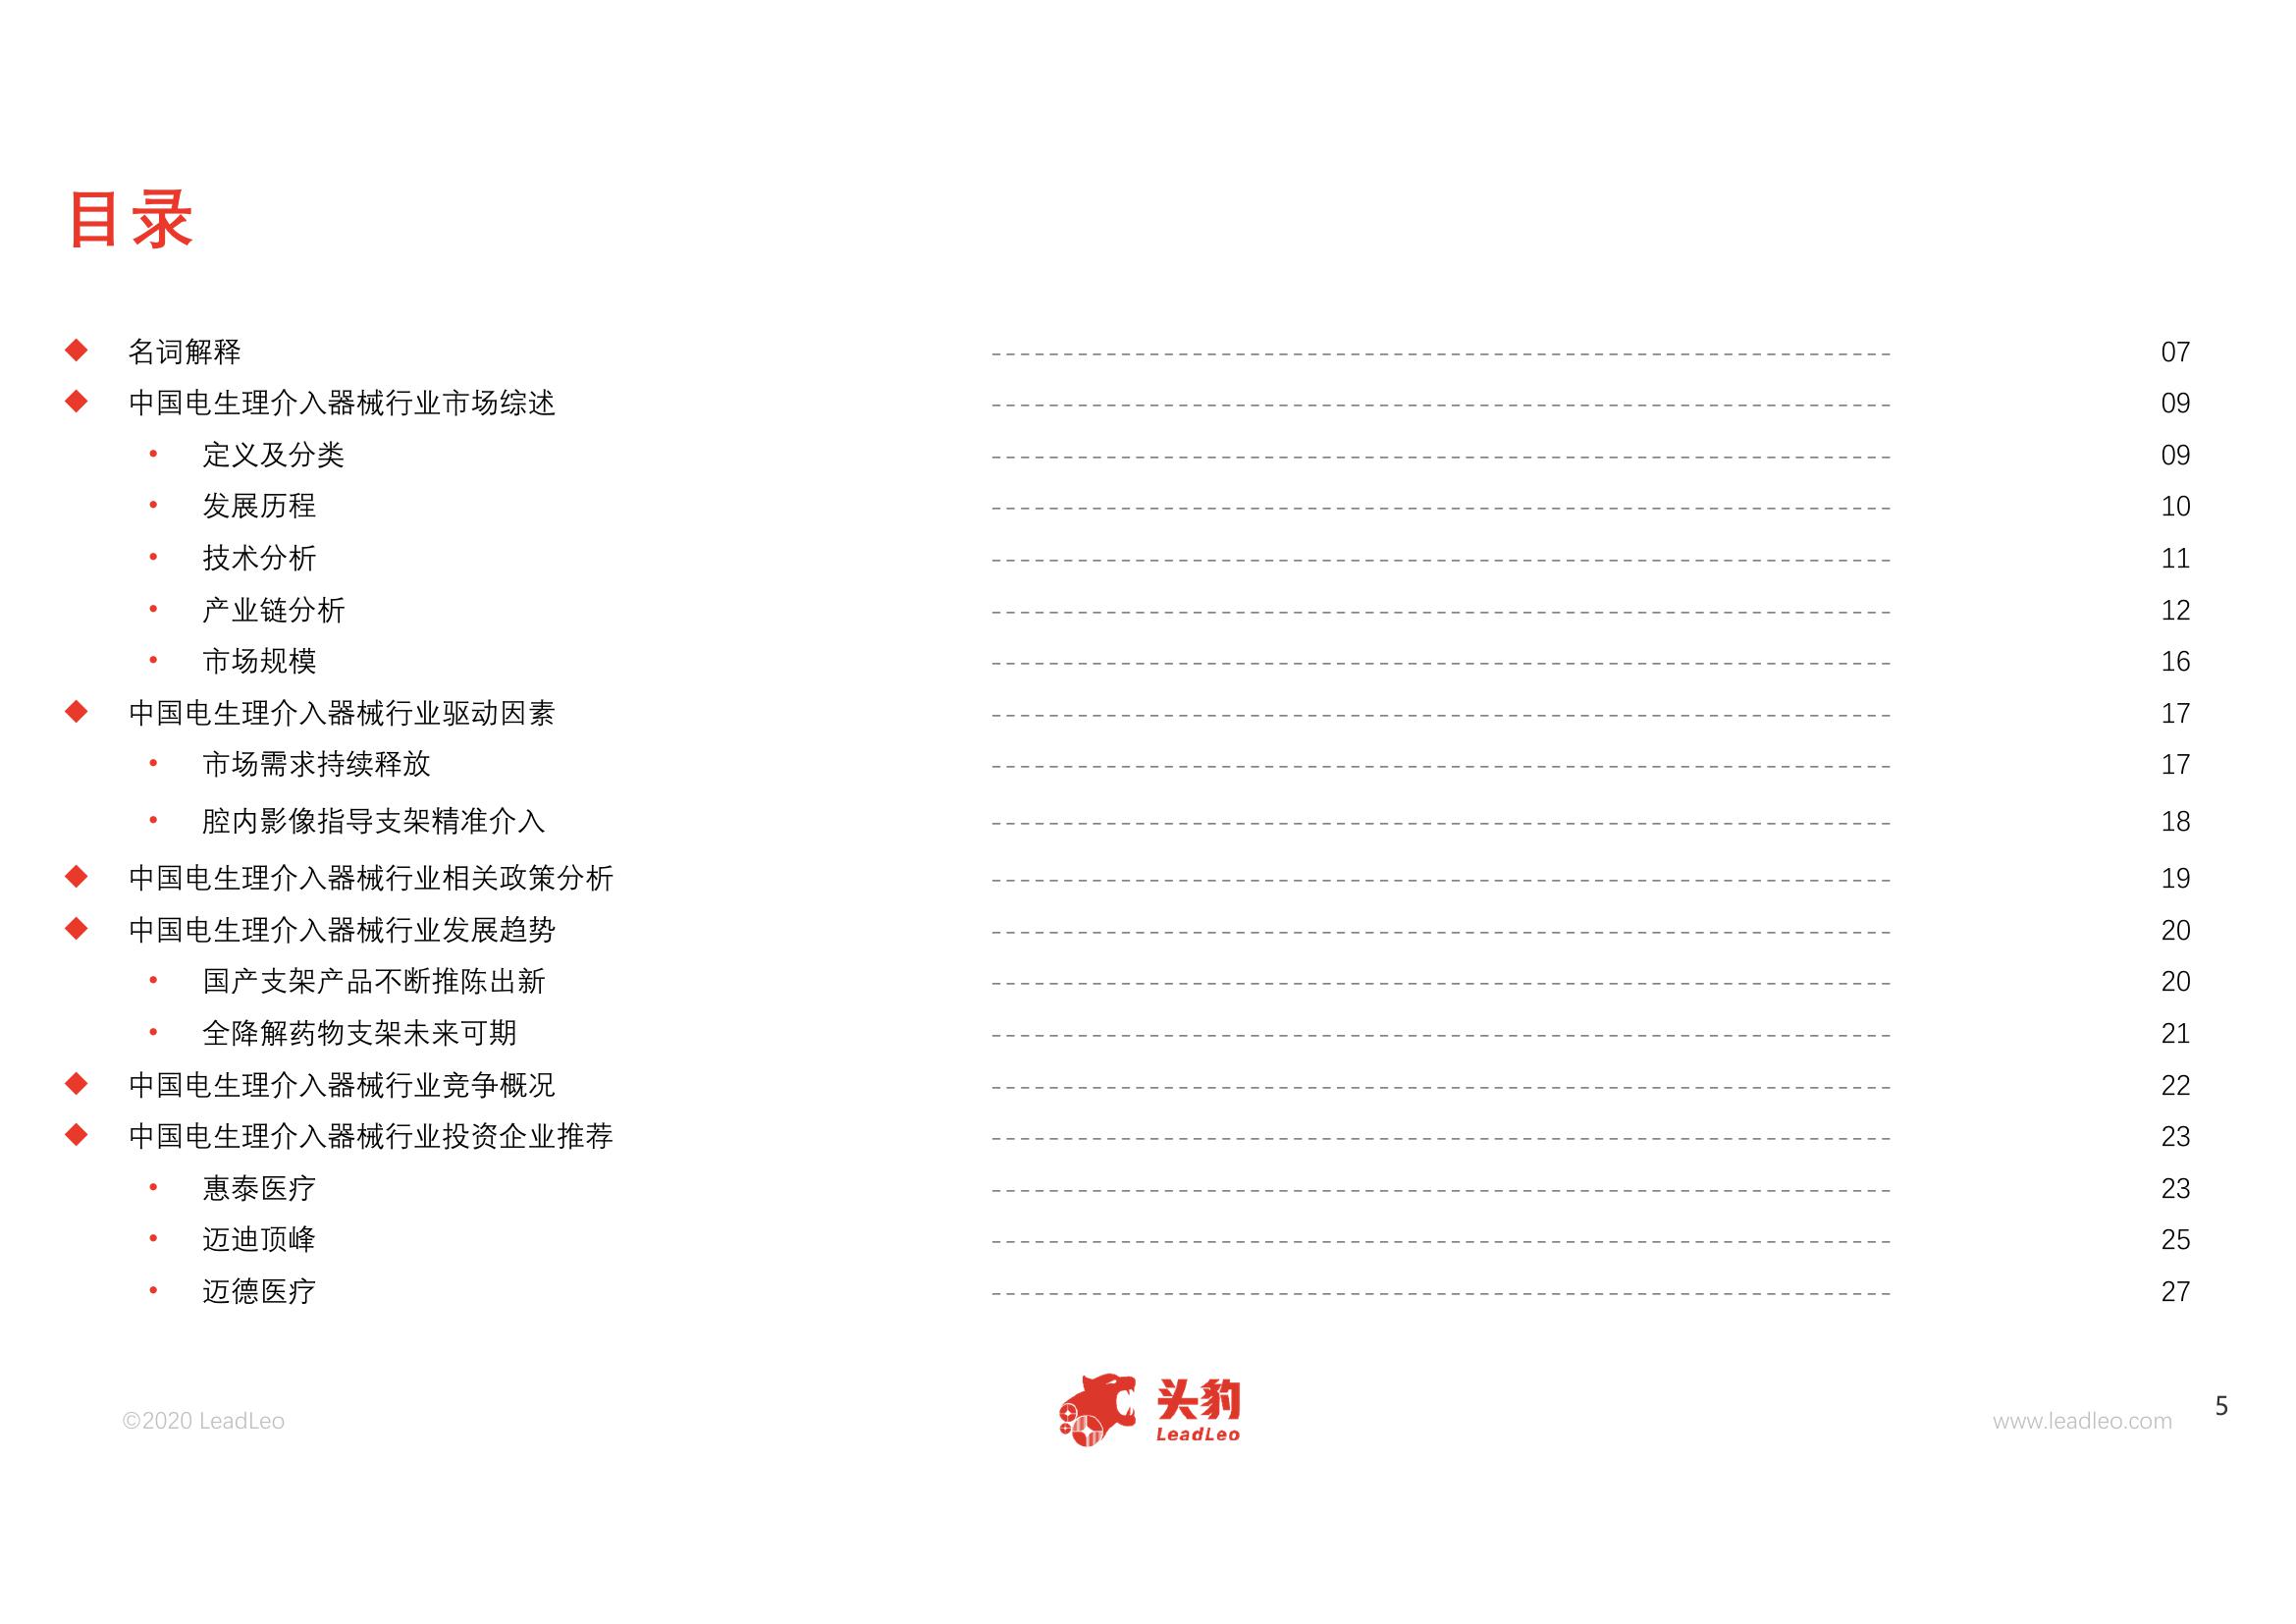 目录
名词解释 07
中国电生理介入器械行业市场综述 09
定义及分类 09
发展历程 10
技术分析 11
产业链分析 12
市场规模 16
中国电生理介入器械行业驱动因素 17
市场需求持续释放 17
腔内影像指导支架精准介入 18
中国电生理介入器械行业相关政策分析 19
中国电生理介入器械行业发展趋势 20
国产支架产品不断推陈出新 20
全降解药物支架未来可期 21
中国电生理介入器械行业竞争概况 22
中国电生理介入器械行业投资企业推荐 23
惠泰医疗 23
迈迪顶峰 25
迈德医疗 27
©2020 LeadLeo
头豹
LeadLeo
www.leadleo.com
5